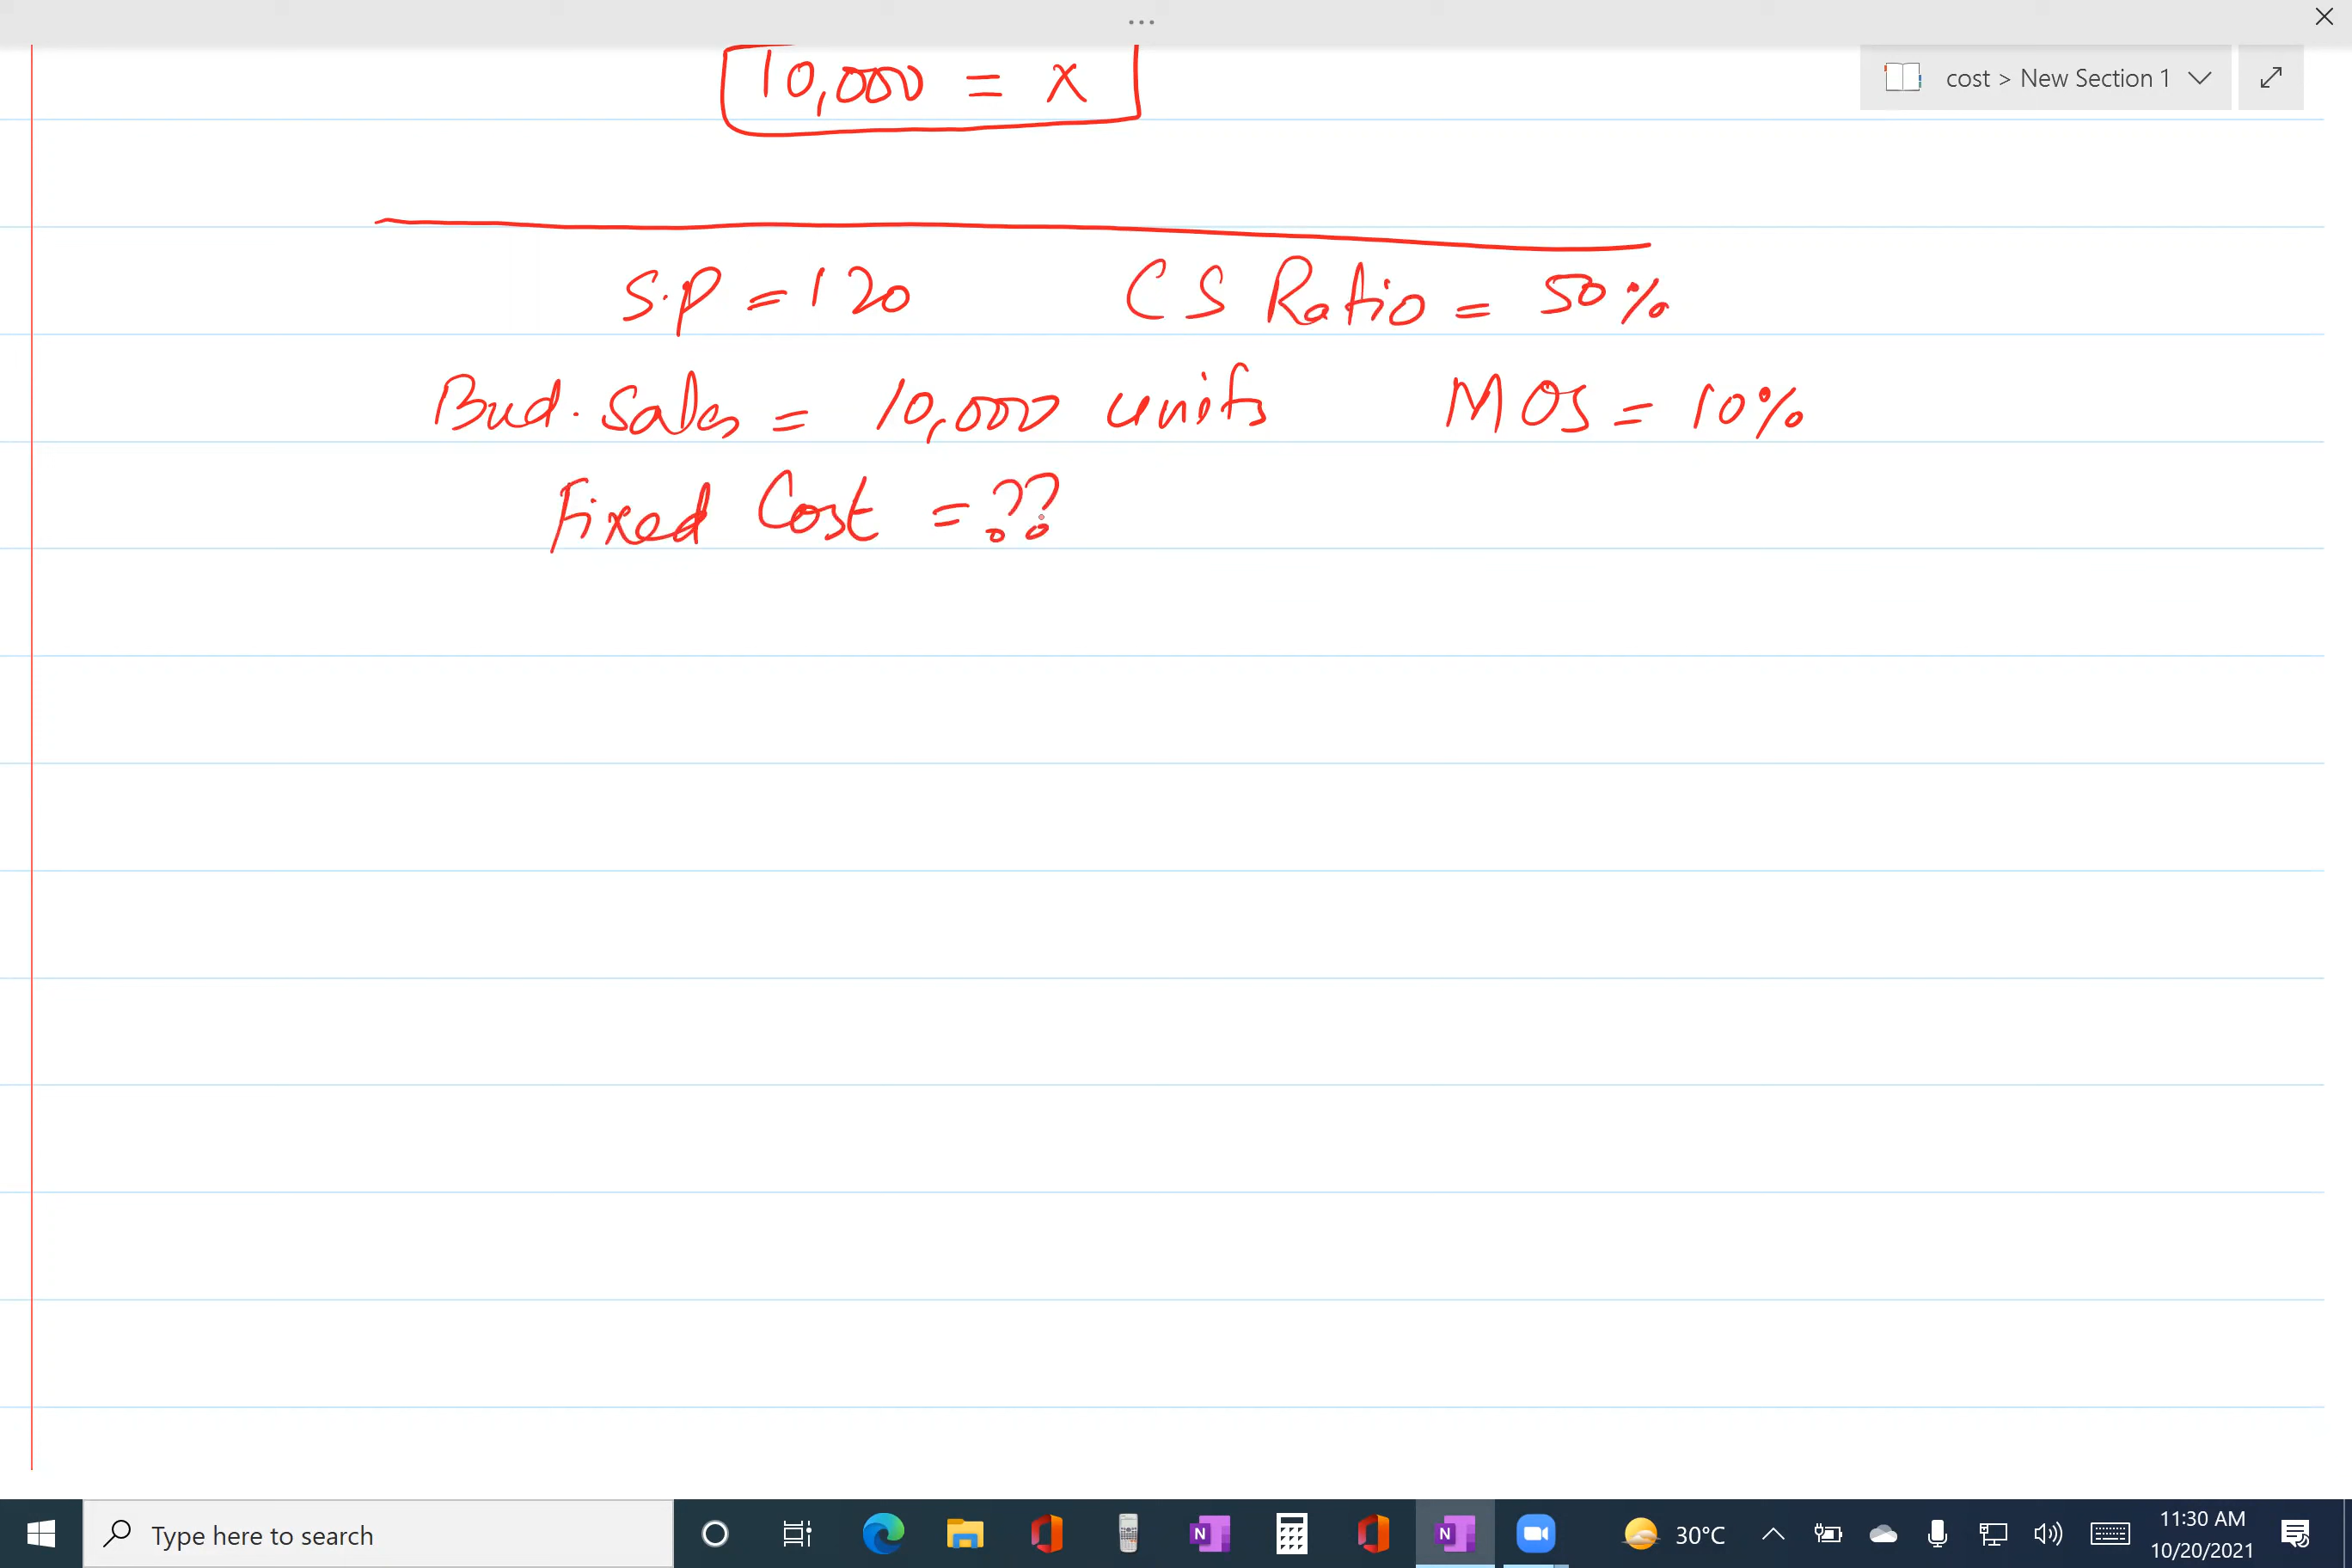 10,000 = x
cost > New Section 1
S.P = 120 CS Ratio = 50%
Bud. Sales = 10,000 units MOS = 10%
Fixed Cost = ??
Type here to search
30°C
11:30 AM
10/20/2021